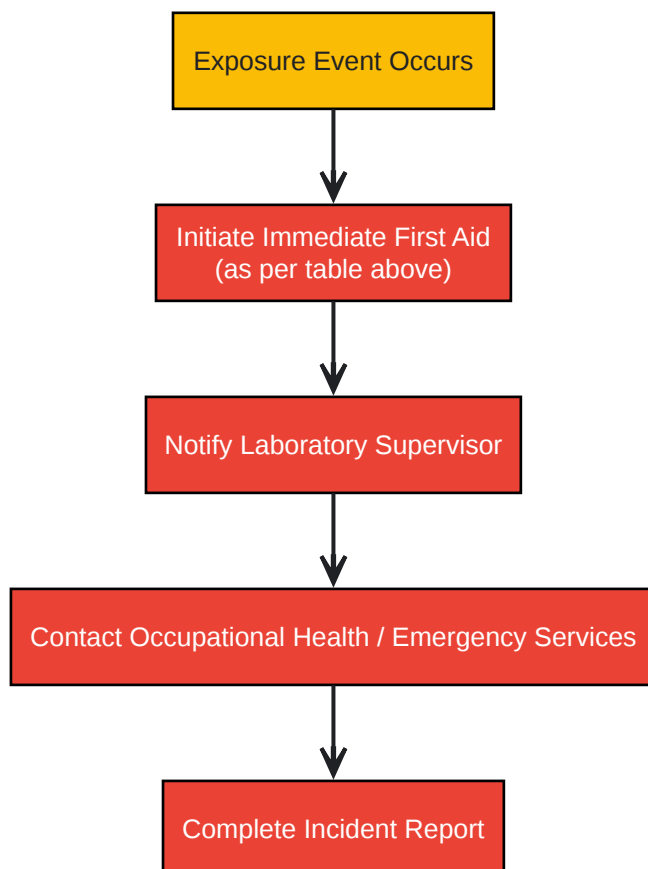 Exposure Event Occurs
Initiate Immediate First Aid
(as per table above)
Notify Laboratory Supervisor
Contact Occupational Health / Emergency Services
Complete Incident Report